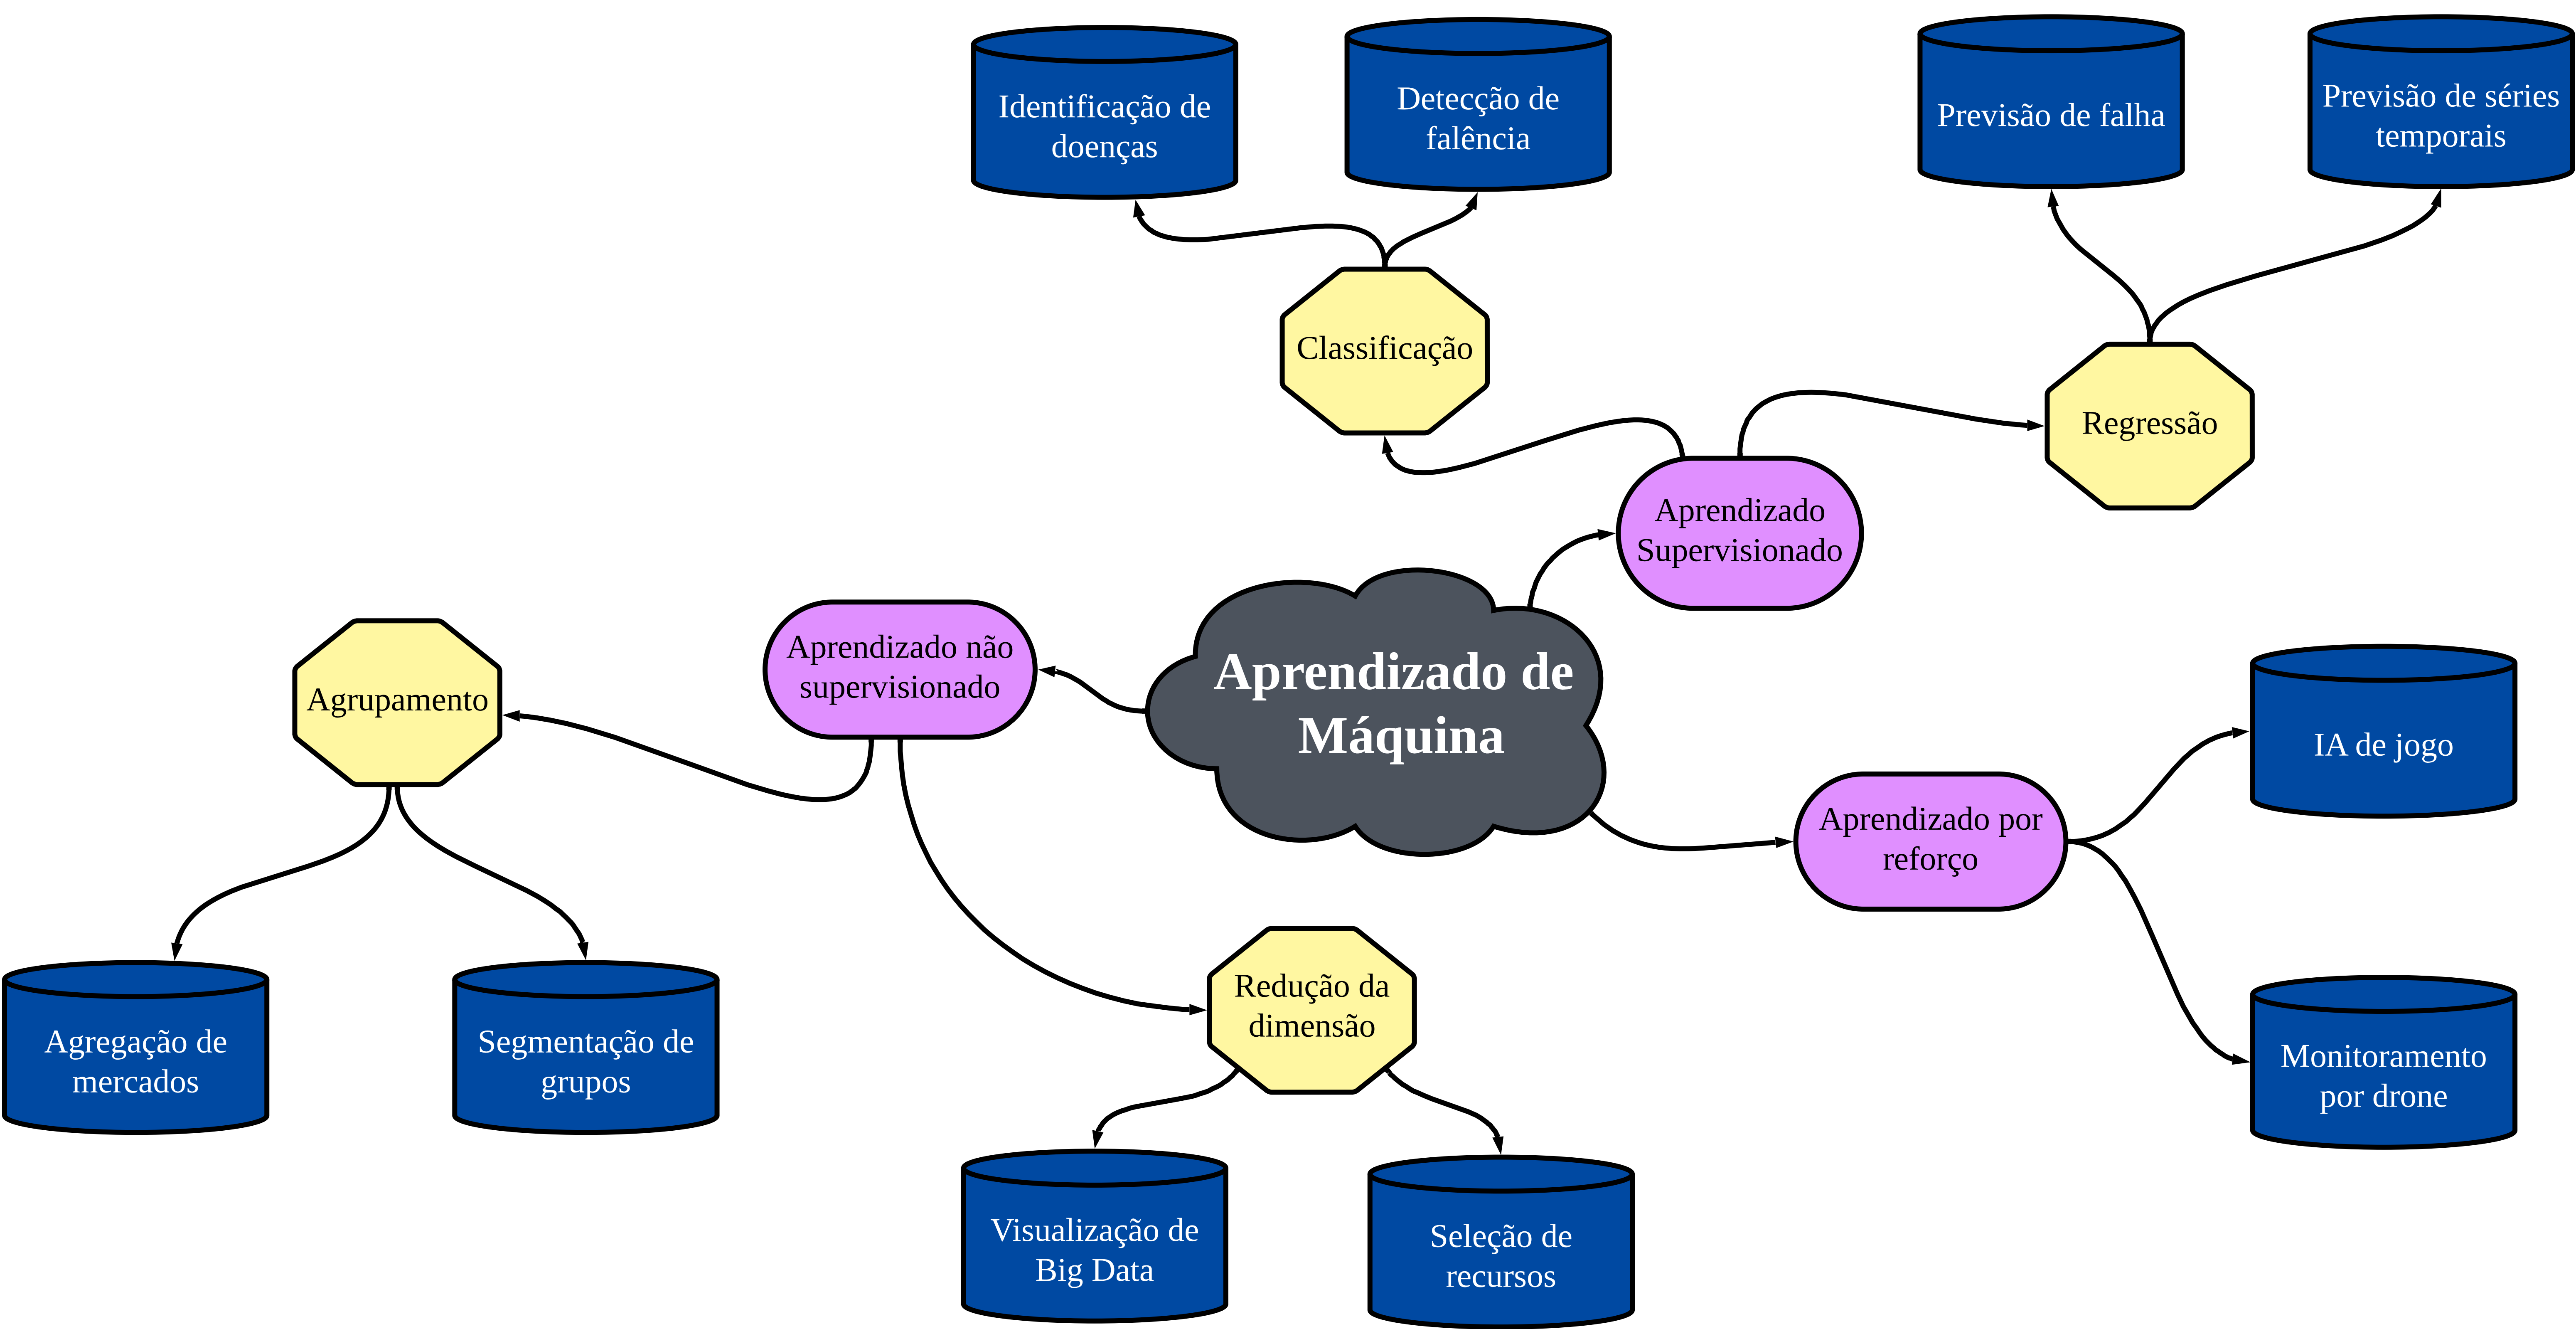 Identificação de
doenças
Detecção de
falência
Previsão de falha
Previsão de séries
temporais
Classificação
Regressão
Aprendizado
Supervisionado
Aprendizado não
supervisionado
Agrupamento
Aprendizado de
Máquina
IA de jogo
Aprendizado por
reforço
Redução da
dimensão
Agregação de
mercados
Segmentação de
grupos
Monitoramento
por drone
Visualização de
Big Data
Seleção de
recursos